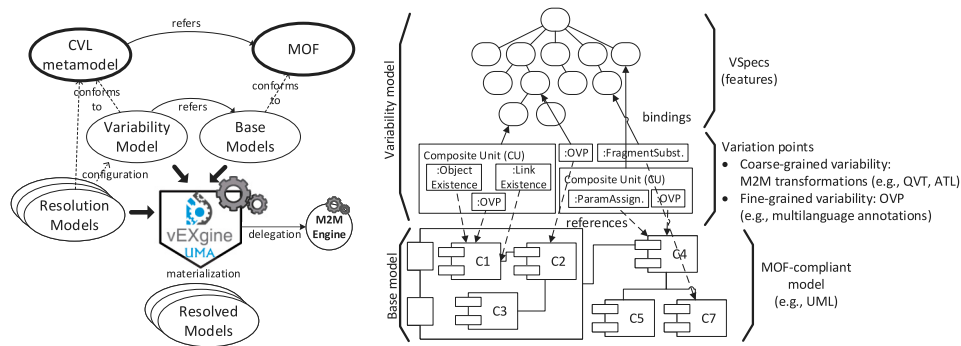 refers
CVL
metamodel
MOF
conforms
to
conforms
to
refers
Variability
Model
Base
Models
configuration
Resolution
Models
vEXgine
UMA
delegation
M2M
Engine
materialization
Resolved
Models
Variability model
VSpecs
(features)
bindings
Composite Unit (CU)
:Object
Existence
:Link
Existence
:OVP
:OVP
:FragmentSubst.
Composite Unit (CU)
:ParamAssign.
:OVP
references
Variation points
• Coarse-grained variability:
M2M transformations (e.g., QVT, ATL)
• Fine-grained variability: OVP
(e.g., multilanguage annotations)
Base model
C1
C2
C3
C4
C5
C7
MOF-compliant
model
(e.g., UML)